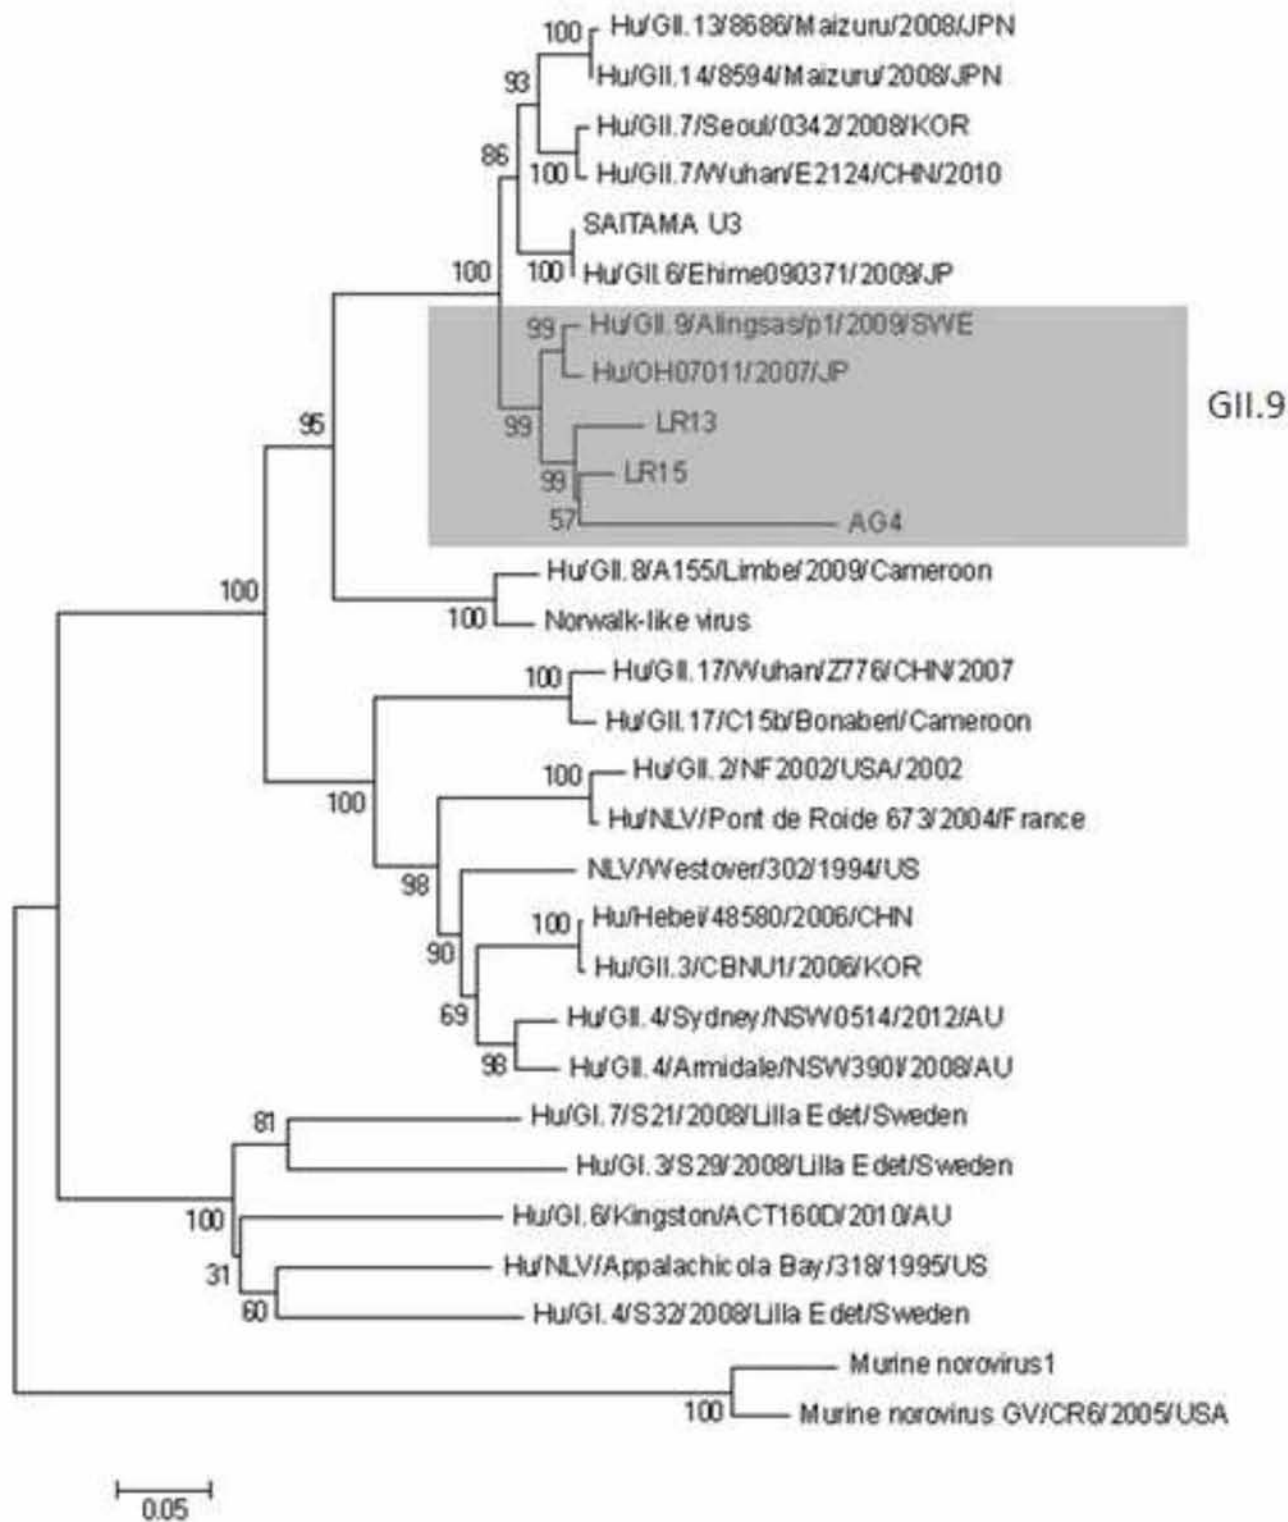 100 Hu/GII.13/8686/Maizuru/2008/JPN
Hu/GII.14/8594/Maizuru/2008/JPN
93
Hu/GII.7/Seoul/0342/2008/KOR
86
100 Hu/GII.7/Wuhan/E2124/CHN/2010
SAITAMA U3
100 100 Hu/GII.6/Ehime090371/2009/JP
99 Hu/GII.9/Alingsas/p1/2009/SWE
Hu/OH07011/2007/JP
GII.9
95 99 LR13
99 LR15
57 AG4
Hu/GII.8/A155/Limbe/2009/Cameroon
100
100 Norwalk-like virus
100 Hu/GII.17/Wuhan/Z776/CHN/2007
Hu/GII.17/C15b/Bonaberi/Cameroon
100 Hu/GII.2/NF2002/USA/2002
100
Hu/NLV/Pont de Roide 673/2004/France
98 NLV/Westover/302/1994/US
100 Hu/Hebei/48580/2006/CHN
90
Hu/GII.3/CBNU1/2006/KOR
69 Hu/GII.4/Sydney/NSW0514/2012/AU
98 Hu/GII.4/Armidale/NSW390I/2008/AU
81 Hu/GI.7/S21/2008/Lilla Edet/Sweden
Hu/GI.3/S29/2008/Lilla Edet/Sweden
100 Hu/GI.6/Kingston/ACT160D/2010/AU
31 Hu/NLV/Appalachicola Bay/318/1995/US
60 Hu/GI.4/S32/2008/Lilla Edet/Sweden
Murine norovirus1
100 Murine norovirus GV/CR6/2005/USA
0.05